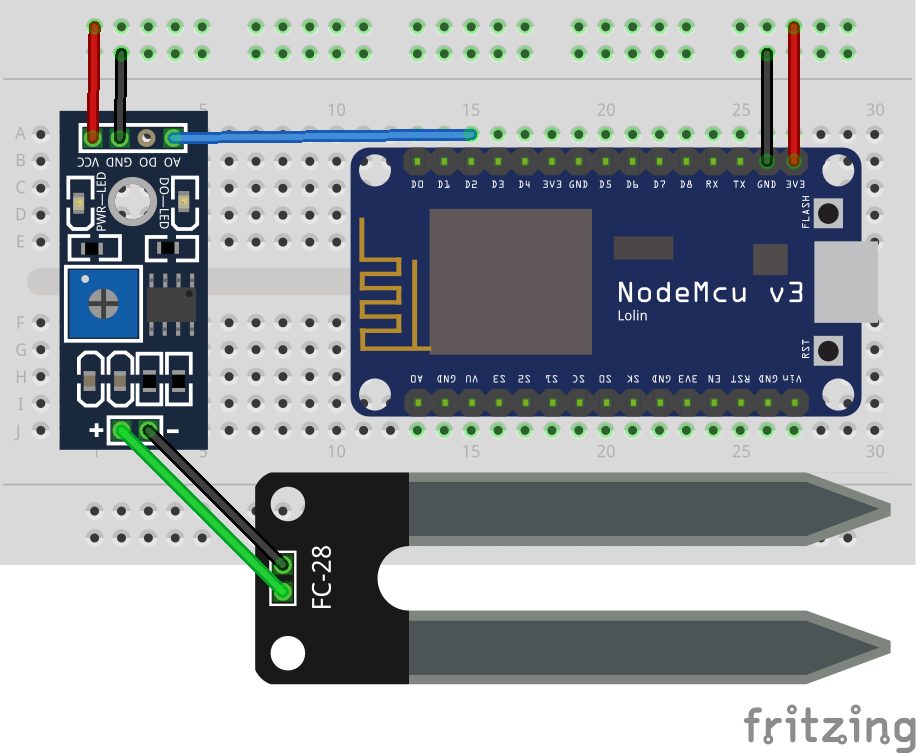 5 10 15 20 25 30
A
B
C
D
E
F
G
H
I
J
VCC GND DO AO
PWR—LED
DO—LED
D0 D1 D2 D3 D4 3V3 GND D5 D6 D7 D8 RX TX GND 3V3
FLASH
NodeMcu v3
Lolin
RST
A0 GND VU S3 S2 S1 SC S0 SK GND 3V3 EN RST GND Vin
+ −
1 10 15 20 25 30
FC-28
fritzing